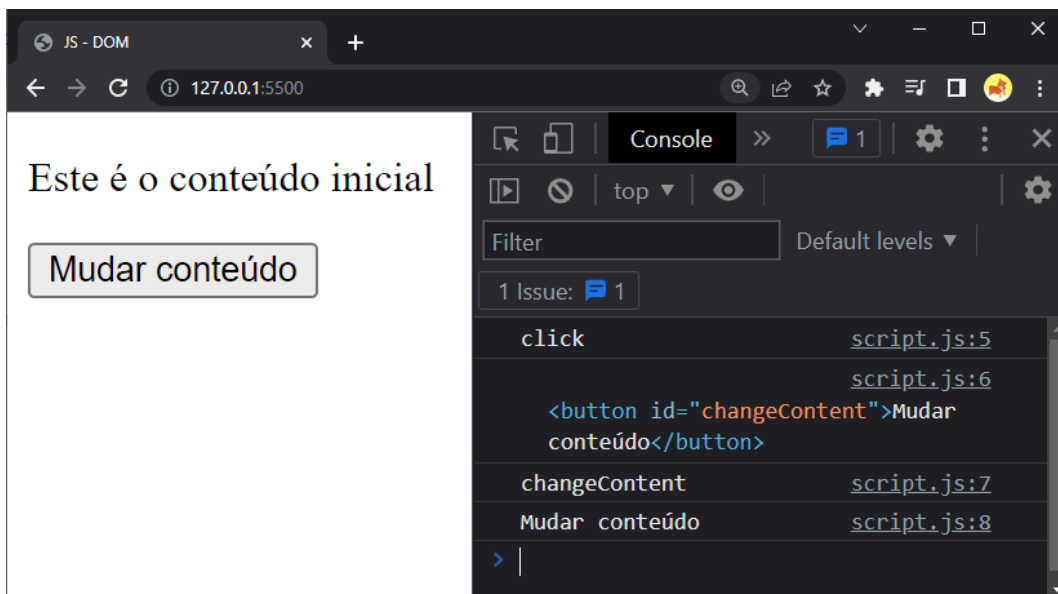 JS - DOM
127.0.0.1:5500
Este é o conteúdo inicial
Mudar conteúdo
Console
1
top
Filter
Default levels
1 Issue: 1
click script.js:5
script.js:6
<button id="changeContent">Mudar
conteúdo</button>
changeContent script.js:7
Mudar conteúdo script.js:8